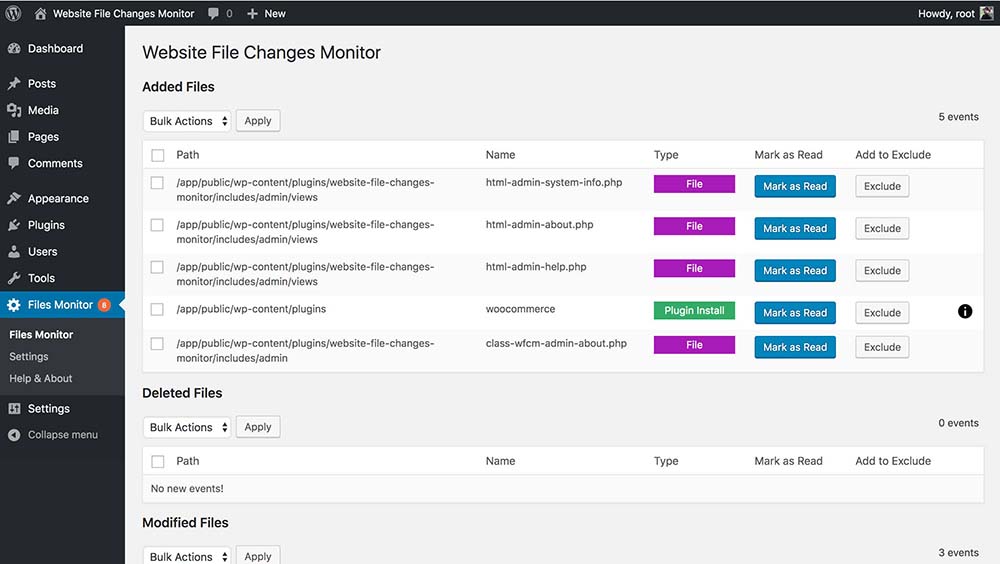 Website File Changes Monitor 0 New Howdy, root
Dashboard
Posts
Media
Pages
Comments
Appearance
Plugins
Users
Tools
Files Monitor 8
Files Monitor
Settings
Help & About
Settings
Collapse menu
Website File Changes Monitor
Added Files
Bulk Actions Apply 5 events
Path Name Type Mark as Read Add to Exclude
/app/public/wp-content/plugins/website-file-changes- html-admin-system-info.php File Mark as Read Exclude
monitor/includes/admin/views
/app/public/wp-content/plugins/website-file-changes- html-admin-about.php File Mark as Read Exclude
monitor/includes/admin/views
/app/public/wp-content/plugins/website-file-changes- html-admin-help.php File Mark as Read Exclude
monitor/includes/admin/views
/app/public/wp-content/plugins woocommerce Plugin Install Mark as Read Exclude
/app/public/wp-content/plugins/website-file-changes- class-wfcm-admin-about.php File Mark as Read Exclude
monitor/includes/admin
Deleted Files
Bulk Actions Apply 0 events
Path Name Type Mark as Read Add to Exclude
No new events!
Modified Files
Bulk Actions Apply 3 events